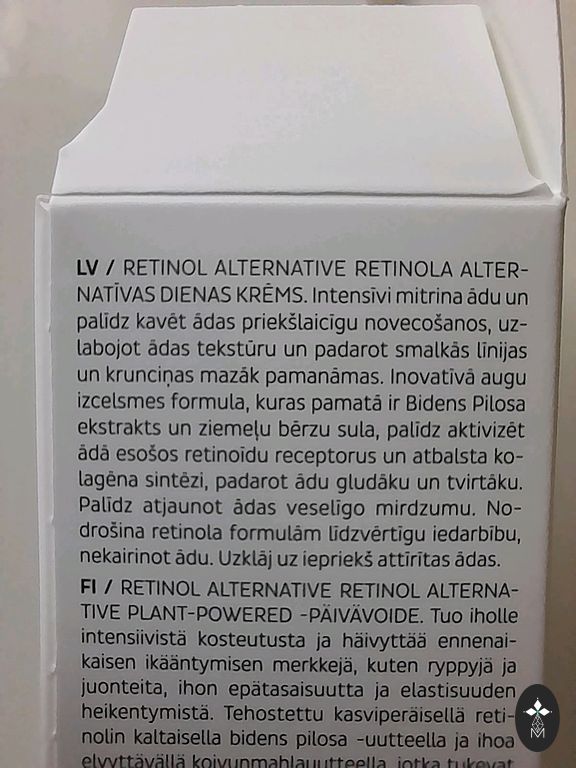 LV / RETINOL ALTERNATIVE RETINOLA ALTER-
NATĪVAS DIENAS KRĒMS. Intensīvi mitrina ādu un
palīdz kavēt ādas priekšlaicīgu novecošanos, uz-
labojot ādas tekstūru un padarot smalkās līnijas
un krunciņas mazāk pamanāmas. Inovatīvā augu
izcelsmes formula, kuras pamatā ir Bidens Pilosa
ekstrakts un ziemeļu bērzu sula, palīdz aktivizēt
ādā esošos retinoīdu receptorus un atbalsta ko-
lagēna sintēzi, padarot ādu gludāku un tvirtāku.
Palīdz atjaunot ādas veselīgo mirdzumu. No-
drošina retinola formulām līdzvērtīgu iedarbību,
nekairinot ādu. Uzklāj uz iepriekš attīrītas ādas.
FI / RETINOL ALTERNATIVE RETINOL ALTERNA-
TIVE PLANT-POWERED -PÄIVÄVOIDE. Tuo iholle
intensiivistä kosteutusta ja häivyttää ennenai-
kaisen ikääntymisen merkkejä, kuten ryppyjä ja
juonteita, ihon epätasaisuutta ja elastisuuden
heikentymistä. Tehostettu kasviperäisellä reti-
nolin kaltaisella bidens pilosa -uutteella ja ihoa
elvyttävällä koivunmahlauutteella, jotka tukevat